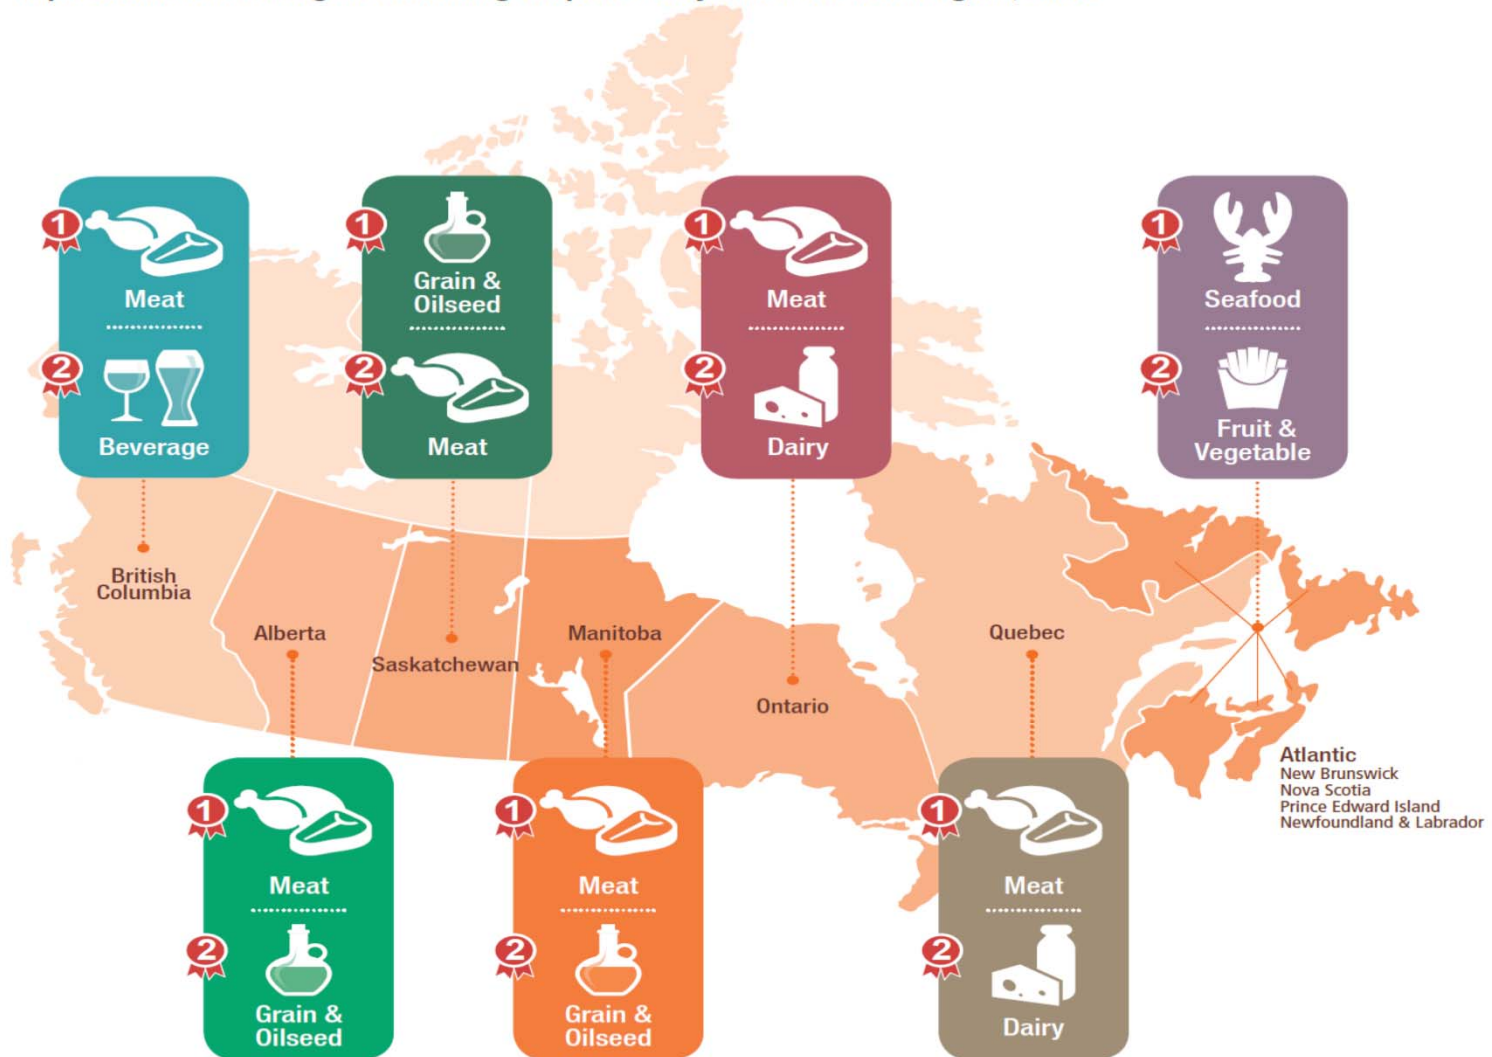 1
Meat
2
Beverage
1
Grain &
Oilseed
2
Meat
1
Meat
2
Dairy
1
Seafood
2
Fruit &
Vegetable
British
Columbia
Alberta
Saskatchewan
Manitoba
Ontario
Quebec
Atlantic
New Brunswick
Nova Scotia
Prince Edward Island
Newfoundland & Labrador
1
Meat
2
Grain &
Oilseed
1
Meat
2
Grain &
Oilseed
1
Meat
2
Dairy